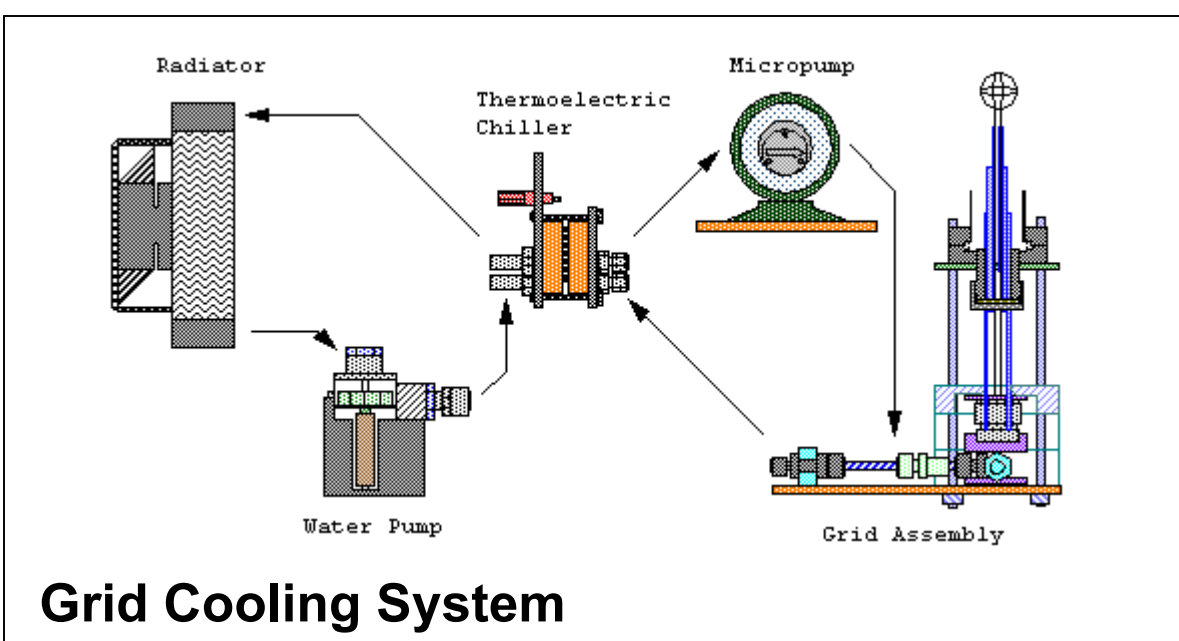 Radiator
Micropump
Thermoelectric
Chiller
Water Pump
Grid Assembly
Grid Cooling System